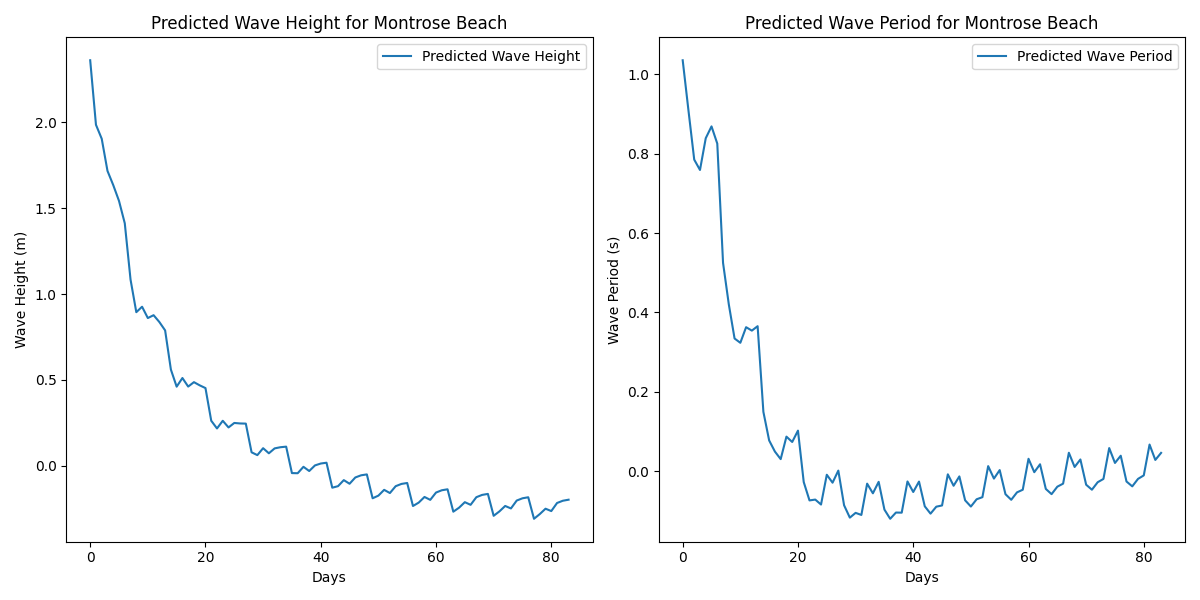 Predicted Wave Height for Montrose Beach
Predicted Wave Height
2.0
1.5
1.0
0.5
0.0
Wave Height (m)
0 20 40 60 80
Days
Predicted Wave Period for Montrose Beach
Predicted Wave Period
1.0
0.8
0.6
0.4
0.2
0.0
Wave Period (s)
0 20 40 60 80
Days